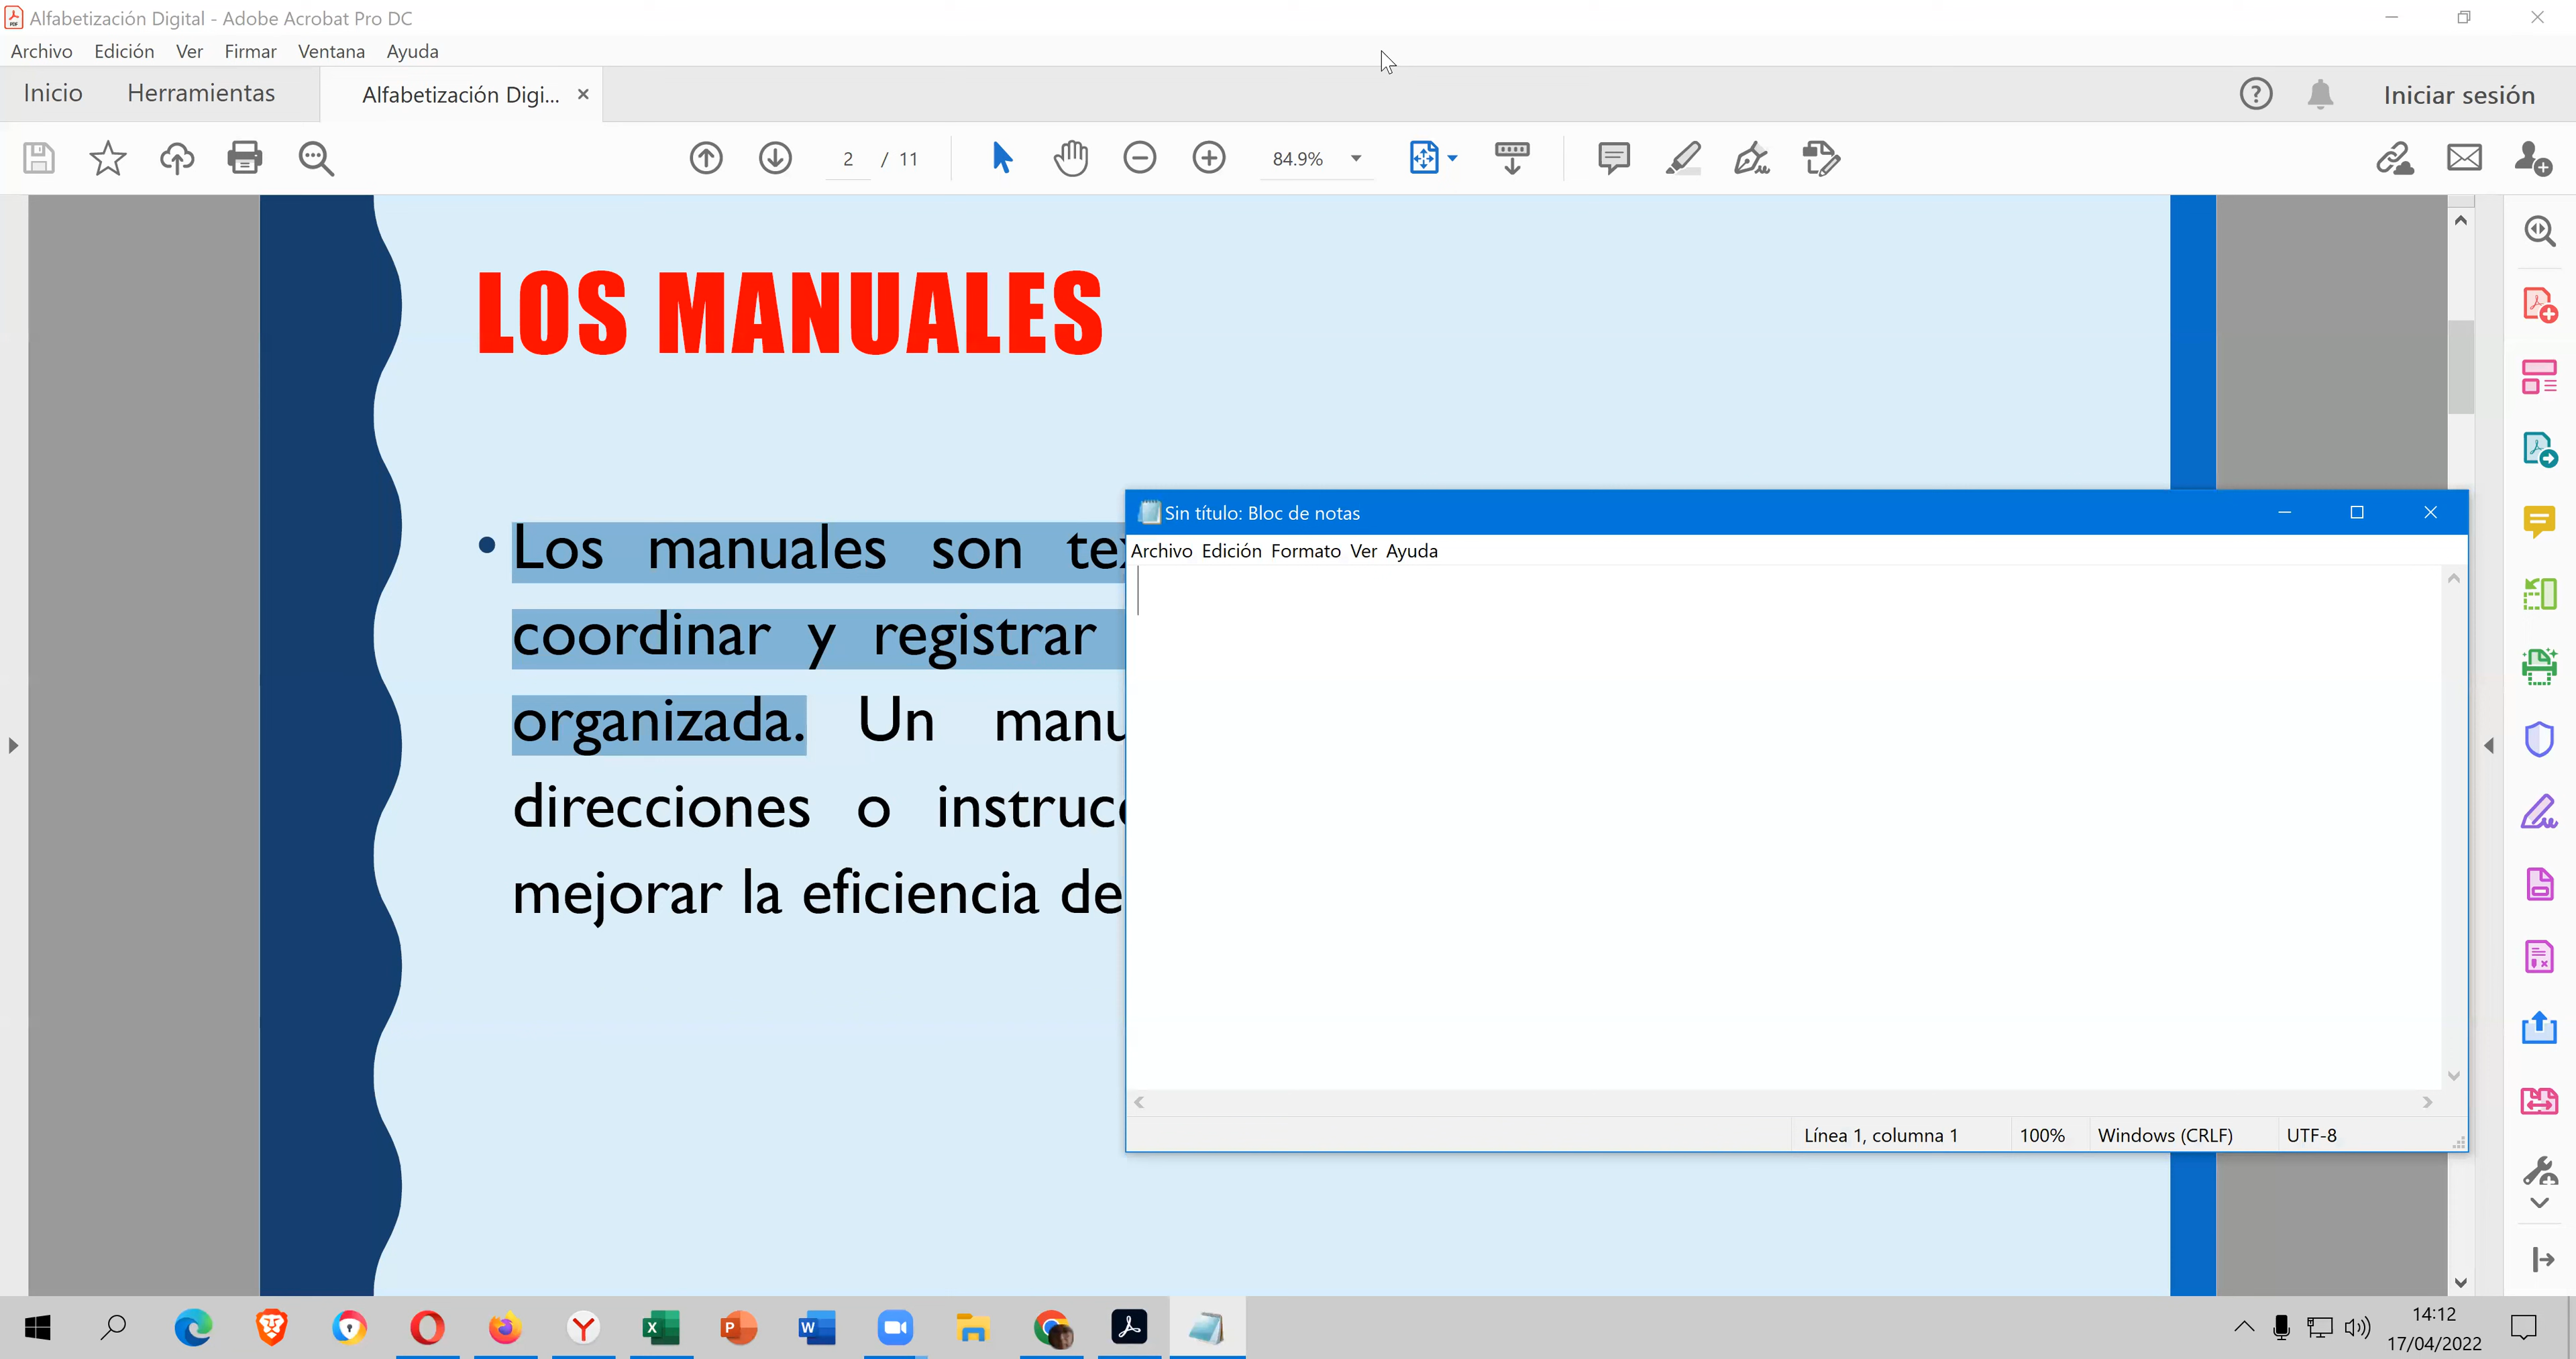 Alfabetización Digital - Adobe Acrobat Pro DC
Archivo Edición Ver Firmar Ventana Ayuda
Inicio Herramientas Alfabetización Digi... Iniciar sesión
2 / 11 84.9%
LOS MANUALES
• Los manuales son
coordinar y registrar
organizada. Un
direcciones o
mejorar la eficiencia de
Sin título: Bloc de notas
Archivo Edición Formato Ver Ayuda
Línea 1, columna 1 100% Windows (CRLF) UTF-8
14:12
17/04/2022